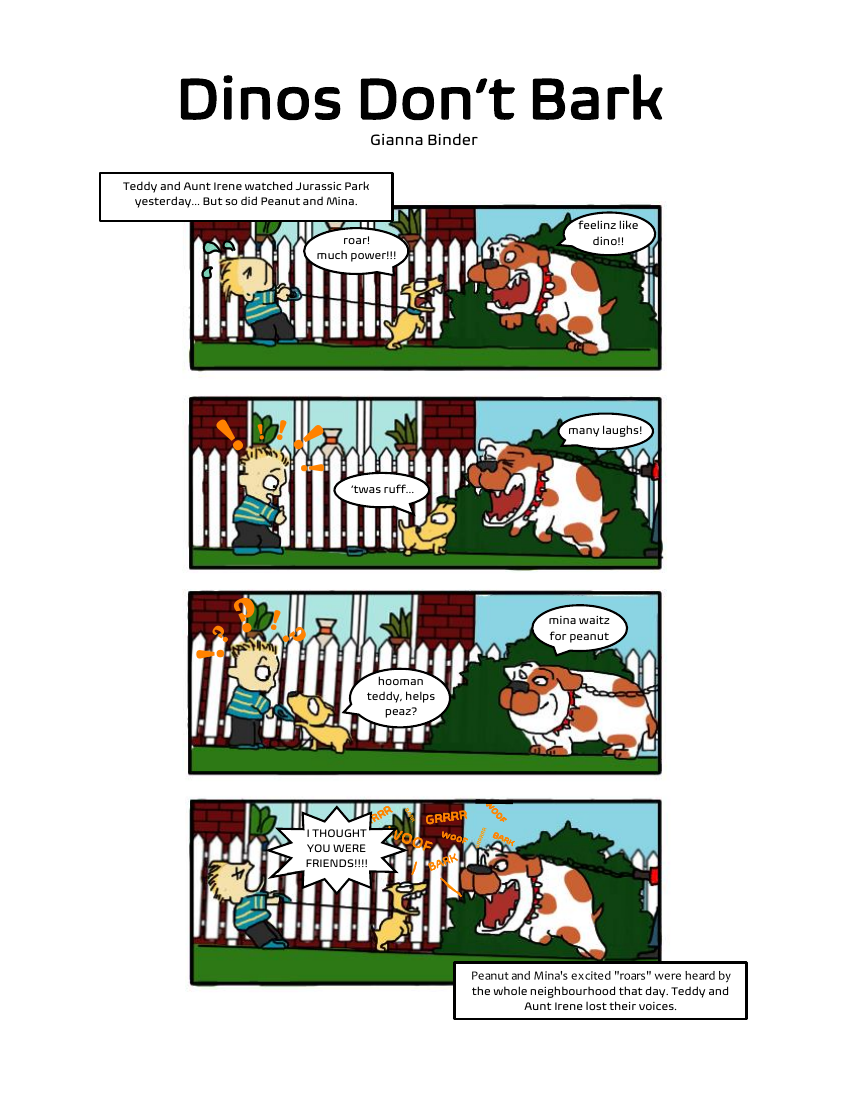 Dinos Don't Bark
Gianna Binder
Teddy and Aunt Irene watched Jurassic Park
yesterday... But so did Peanut and Mina.
roar!
much power!!!
feelinz like
dino!!
many laughs!
'twas ruff...
mina waitz
for peanut
hooman
teddy, helps
peaz?
I THOUGHT
YOU WERE
FRIENDS!!!!
GRRRR
WOOF
WOOF
WOOF
BARK
BARK
Peanut and Mina's excited "roars" were heard by
the whole neighbourhood that day. Teddy and
Aunt Irene lost their voices.